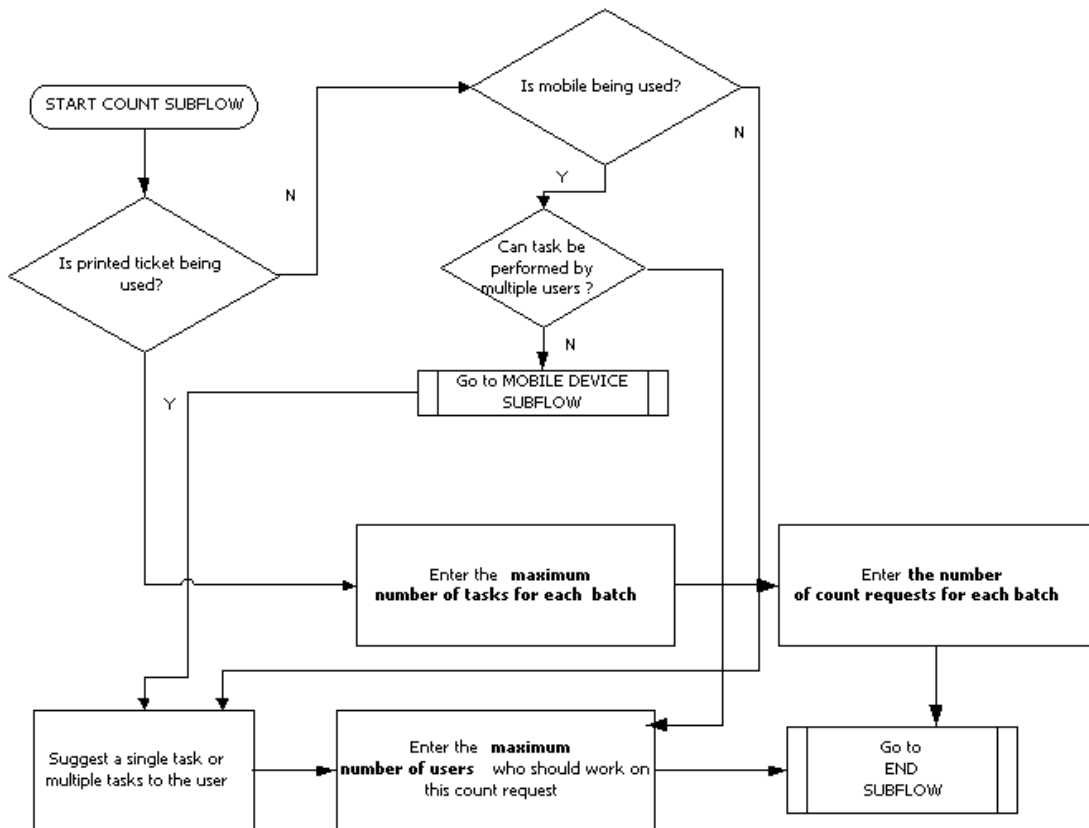 Is mobile being used?
START COUNT SUBFLOW
N
N
Y
Is printed ticket being
used?
Can task be
performed by
multiple users ?
N
Go to MOBILE DEVICE
SUBFLOW
Y
Enter the maximum
number of tasks for each batch
Enter the number
of count requests for each batch
Suggest a single task or
multiple tasks to the user
Enter the maximum
number of users who should work on
this count request
Go to
END
SUBFLOW